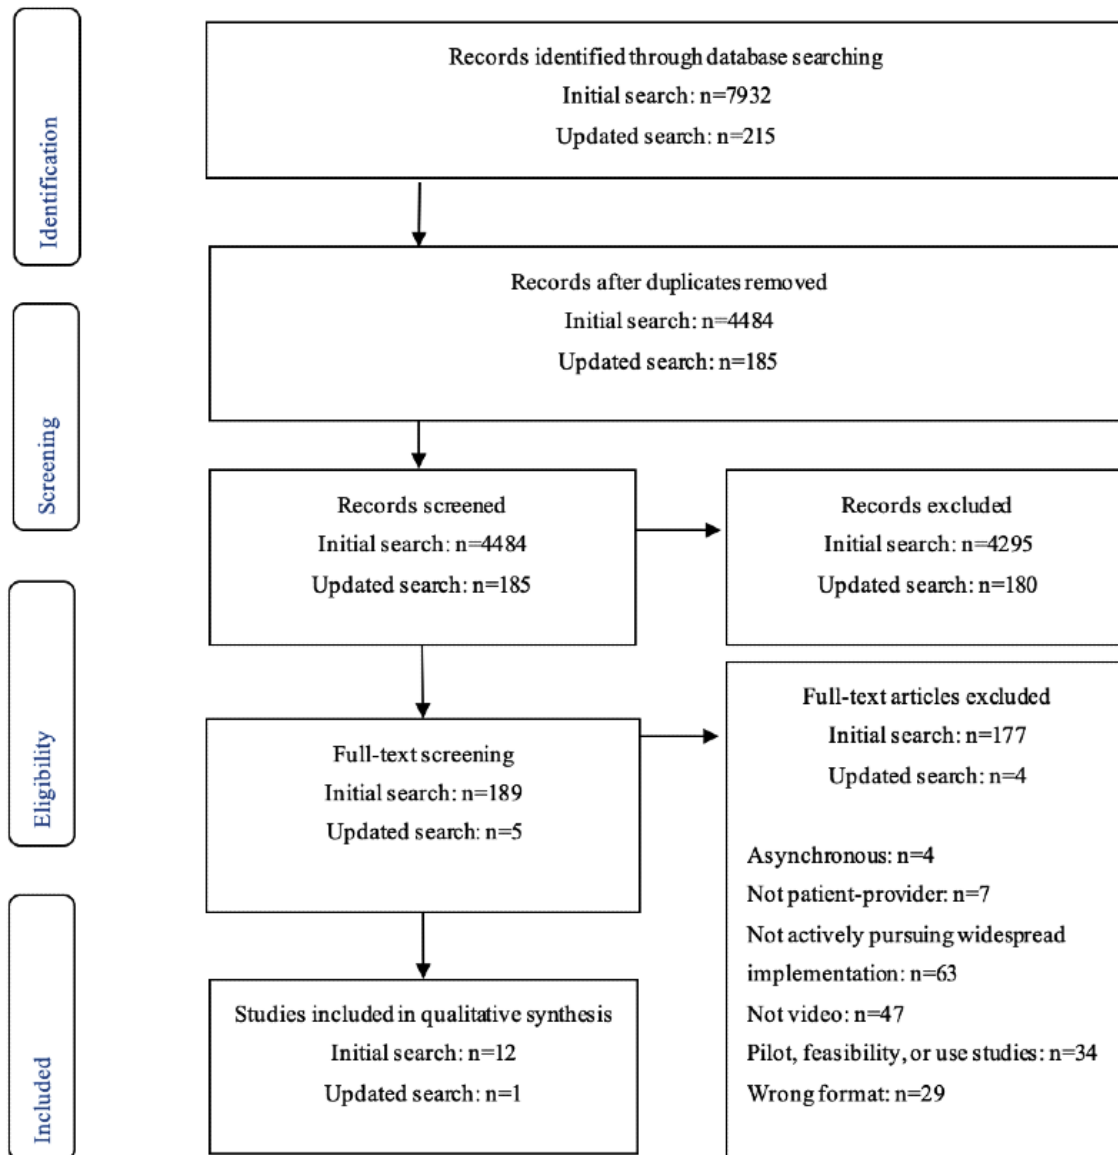 Identification
Records identified through database searching
Initial search: n=7932
Updated search: n=215
Records after duplicates removed
Initial search: n=4484
Updated search: n=185
Screening
Records screened
Initial search: n=4484
Updated search: n=185
Records excluded
Initial search: n=4295
Updated search: n=180
Eligibility
Full-text screening
Initial search: n=189
Updated search: n=5
Full-text articles excluded
Initial search: n=177
Updated search: n=4
Asynchronous: n=4
Not patient-provider: n=7
Not actively pursuing widespread
implementation: n=63
Not video: n=47
Pilot, feasibility, or use studies: n=34
Wrong format: n=29
Included
Studies included in qualitative synthesis
Initial search: n=12
Updated search: n=1